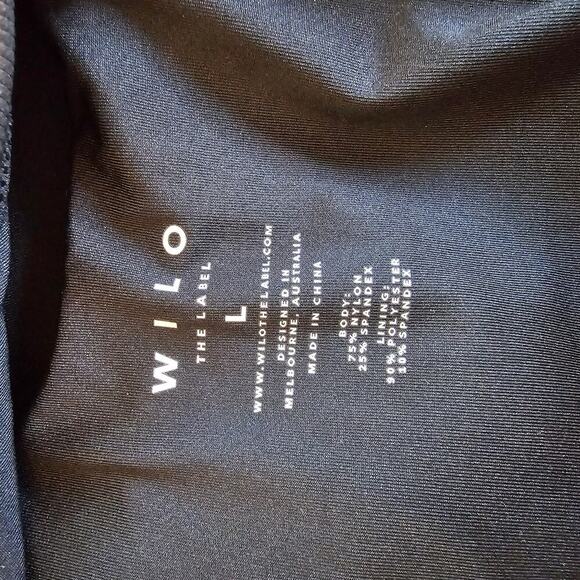 WILO
THE LABEL
L
WWW.WILOTHELABEL.COM
DESIGNED IN
MELBOURNE, AUSTRALIA
MADE IN CHINA
BODY:
75% NYLON
25% SPANDEX
LINING:
90% POLYESTER
10% SPANDEX